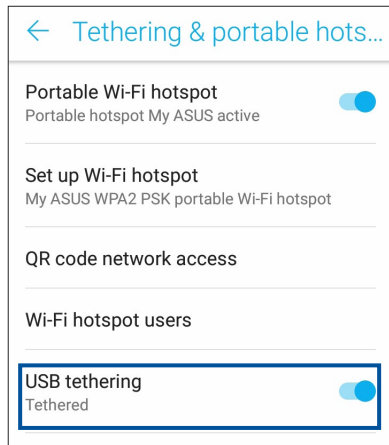 Tethering & portable hots...
Portable Wi-Fi hotspot
Portable hotspot My ASUS active
Set up Wi-Fi hotspot
My ASUS WPA2 PSK portable Wi-Fi hotspot
QR code network access
Wi-Fi hotspot users
USB tethering
Tethered